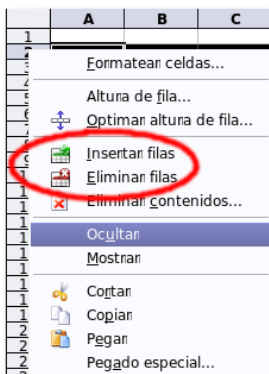 A B C
1
Formatear celdas...
Altura de fila...
Optimar altura de fila...
Insertar filas
Eliminar filas
Eliminar contenidos...
Ocultar
Mostrar
Cortar
Copiar
Pegar
Pegado especial...